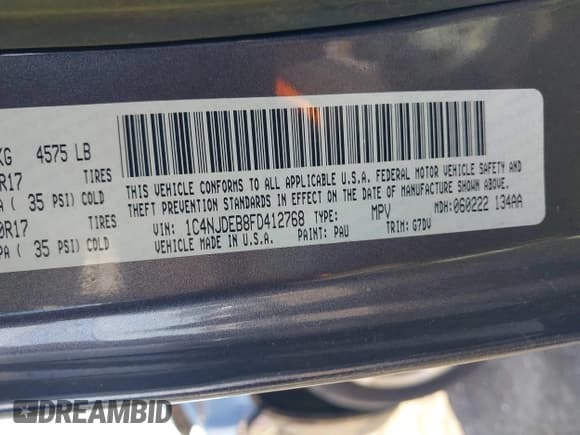 KG 4575 LB
R17 TIRES
A ( 35 PSI) COLD
0R17 TIRES
PA ( 35 PSI) COLD
THIS VEHICLE CONFORMS TO ALL APPLICABLE U.S.A. FEDERAL MOTOR VEHICLE SAFETY AND
THEFT PREVENTION STANDARDS IN EFFECT ON THE DATE OF MANUFACTURE SHOWN ABOVE.
VIN: 1C4NJDEB8FD412768 TYPE: MPV MDH: 060222 134AA
VEHICLE MADE IN U.S.A. PAINT: PAU TRIM: G7DV
DREAMBID